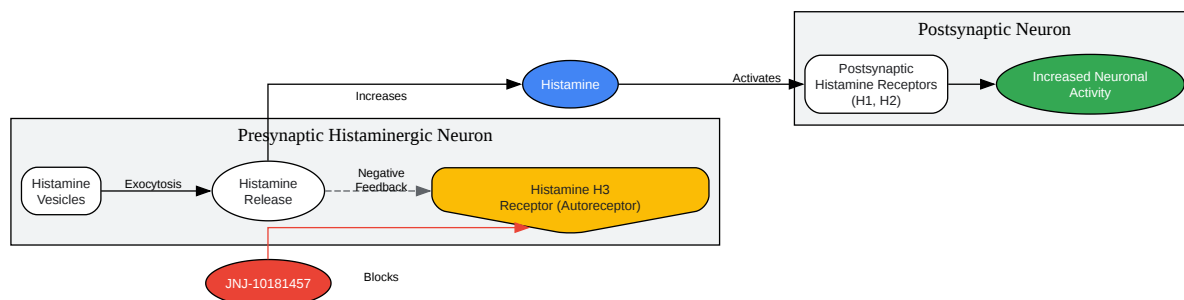 Postsynaptic Neuron
Postsynaptic
Histamine Receptors
(H1, H2)
Increased Neuronal
Activity
Histamine
Activates
Increases
Presynaptic Histaminergic Neuron
Histamine
Vesicles
Exocytosis
Histamine
Release
Negative
Feedback
Histamine H3
Receptor (Autoreceptor)
JNJ-10181457
Blocks